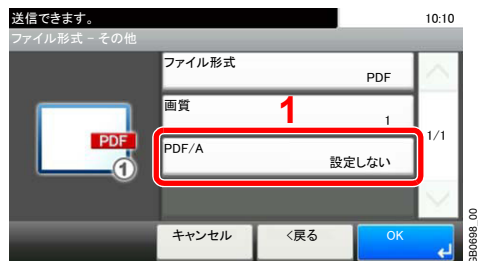 送信できます。 10:10
ファイル形式 - その他
ファイル形式
PDF
画質
1
1
PDF/A
設定しない
1/1
PDF
1
キャンセル <戻る OK
GB0698_00